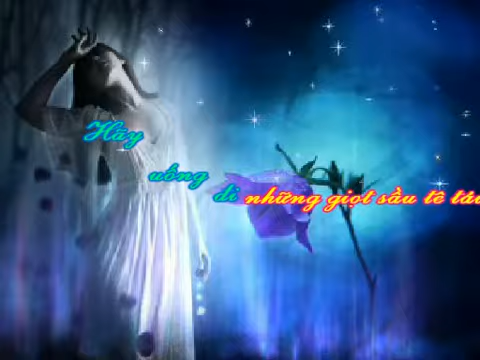 Hãy
uống
đi những giọt sầu tê